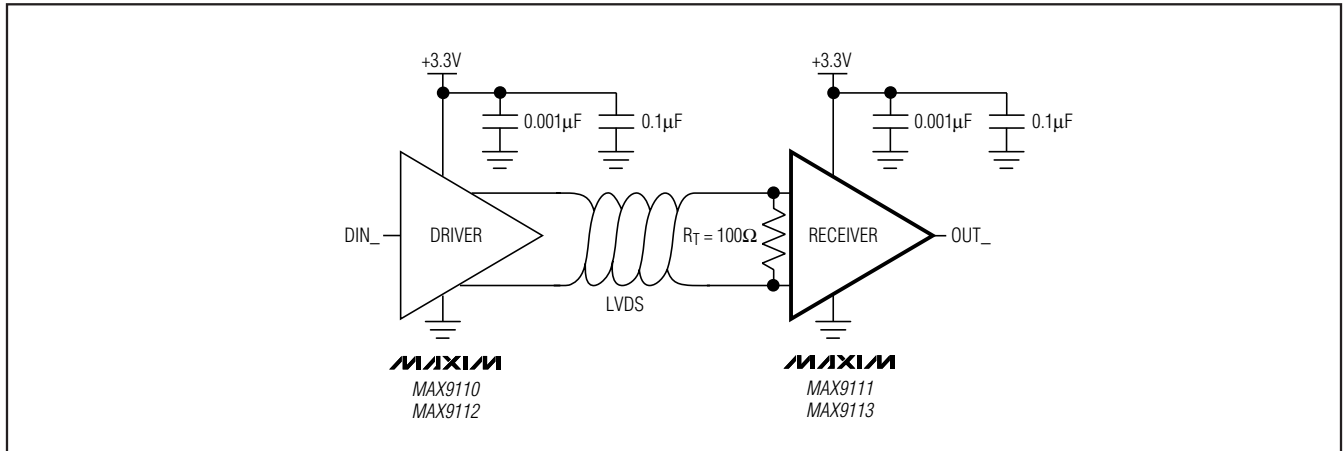 +3.3V
+3.3V
0.001µF
0.1µF
0.001µF
0.1µF
DIN_
DRIVER
LVDS
RT = 100Ω
RECEIVER
OUT_
MAXIM
MAX9110
MAX9112
MAXIM
MAX9111
MAX9113